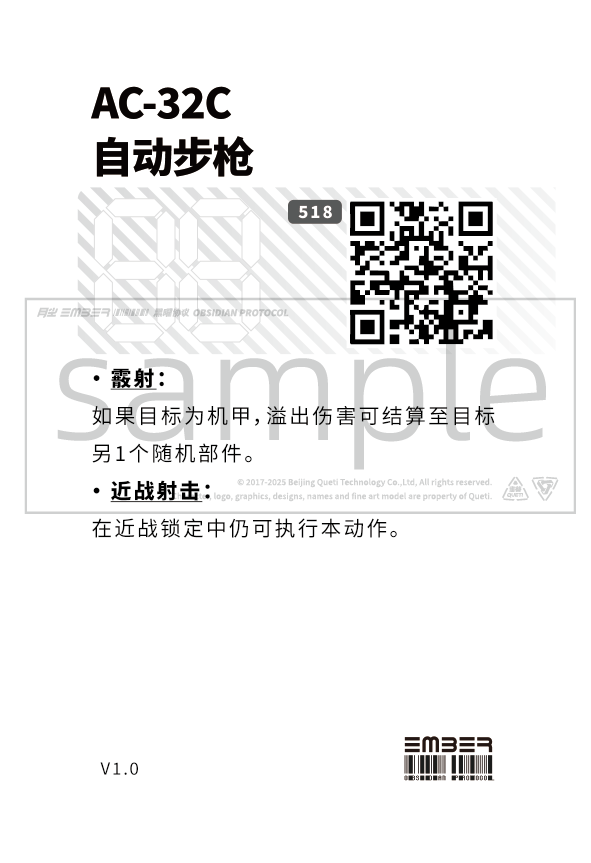 AC-32C
自动步枪
518
月尘 EMBER 黑曜协议 OBSIDIAN PROTOCOL
sample
• 霰射：
如果目标为机甲，溢出伤害可结算至目标
另1个随机部件。
© 2017-2025 Beijing Queti Technology Co.,Ltd, All rights reserved.
• 近战射击：
logo, graphics, designs, names and fine art model are property of Queti.
QUETI
在近战锁定中仍可执行本动作。
V1.0
EMBER
OBSIDIAN PROTOCOL